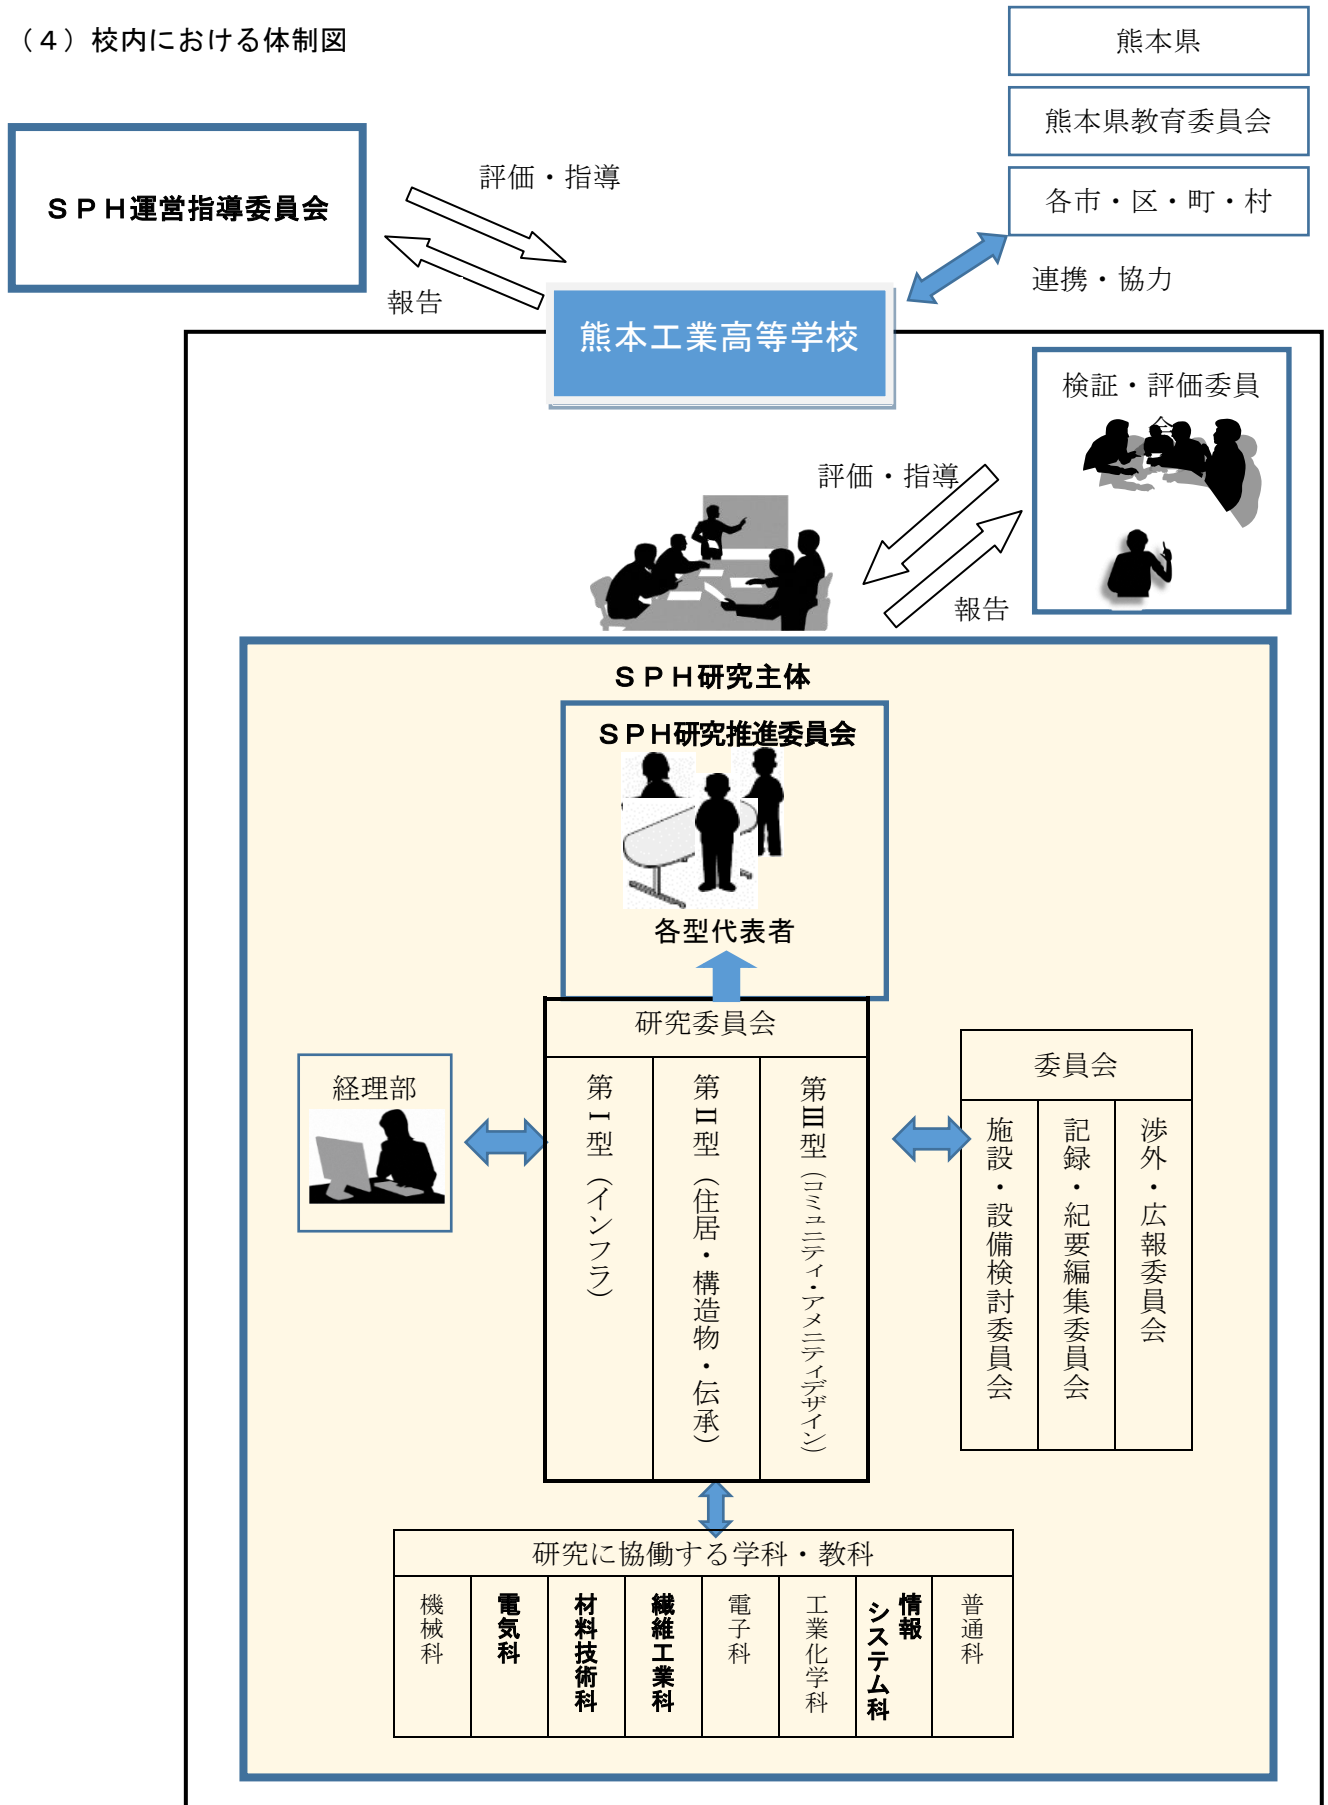 （４）校内における体制図
熊本県
熊本県教育委員会
各市・区・町・村
ＳＰＨ運営指導委員会
評価・指導
報告
連携・協力
熊本工業高等学校
検証・評価委員
会
評価・指導
報告
ＳＰＨ研究主体
ＳＰＨ研究推進委員会
各型代表者
研究委員会
第Ⅰ型（インフラ）
第Ⅱ型（住居・構造物・伝承）
第Ⅲ型（コミュニティ・アメニティデザイン）
経理部
委員会
施設・設備検討委員会
記録・紀要編集委員会
渉外・広報委員会
研究に協働する学科・教科
機械科
電気科
材料技術科
繊維工業科
電子科
工業化学科
情報
システム科
普通科